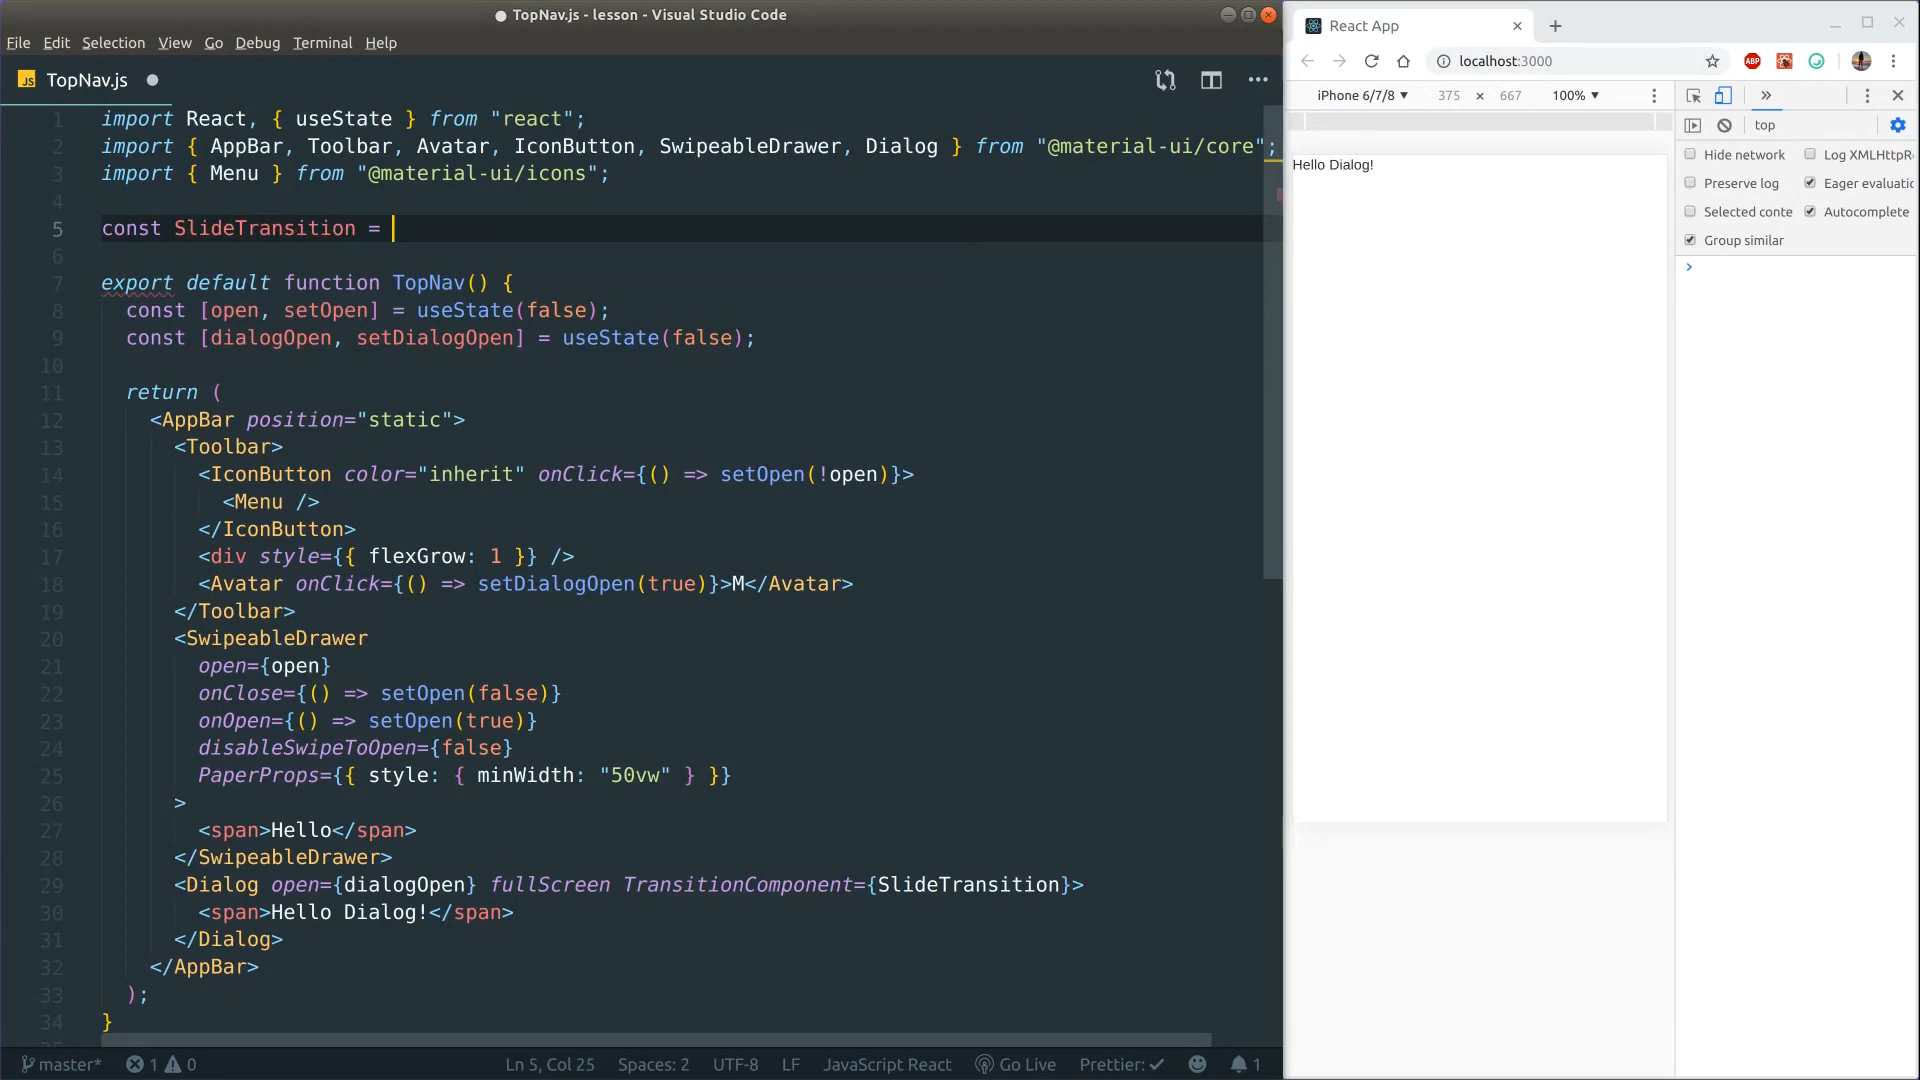 TopNav.js - lesson - Visual Studio Code
File Edit Selection View Go Debug Terminal Help
JS TopNav.js
1 import React, { useState } from "react";
2 import { AppBar, Toolbar, Avatar, IconButton, SwipeableDrawer, Dialog } from "@material-ui/core";
3 import { Menu } from "@material-ui/icons";
4
5 const SlideTransition =
6
7 export default function TopNav() {
8 const [open, setOpen] = useState(false);
9 const [dialogOpen, setDialogOpen] = useState(false);
10
11 return (
12 <AppBar position="static">
13 <Toolbar>
14 <IconButton color="inherit" onClick={() => setOpen(!open)}>
15 <Menu />
16 </IconButton>
17 <div style={{ flexGrow: 1 }} />
18 <Avatar onClick={() => setDialogOpen(true)}>M</Avatar>
19 </Toolbar>
20 <SwipeableDrawer
21 open={open}
22 onClose={() => setOpen(false)}
23 onOpen={() => setOpen(true)}
24 disableSwipeToOpen={false}
25 PaperProps={{ style: { minWidth: "50vw" } }}
26 >
27 <span>Hello</span>
28 </SwipeableDrawer>
29 <Dialog open={dialogOpen} fullScreen TransitionComponent={SlideTransition}>
30 <span>Hello Dialog!</span>
31 </Dialog>
32 </AppBar>
33 );
34 }
master* 1 0 Ln 5, Col 25 Spaces: 2 UTF-8 LF JavaScript React Go Live Prettier: ✓ 1
React App
localhost:3000
ABP
iPhone 6/7/8 375 × 667 100%
top
Hide network Log XMLHttpR
Preserve log Eager evaluati
Selected conte Autocomplete
Group similar
Hello Dialog!